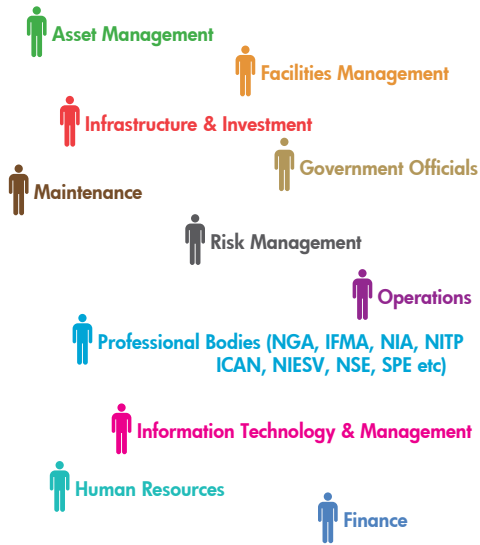 Asset Management
Facilities Management
Infrastructure & Investment
Government Officials
Maintenance
Risk Management
Operations
Professional Bodies (NGA, IFMA, NIA, NITP
ICAN, NIESV, NSE, SPE etc)
Information Technology & Management
Human Resources
Finance